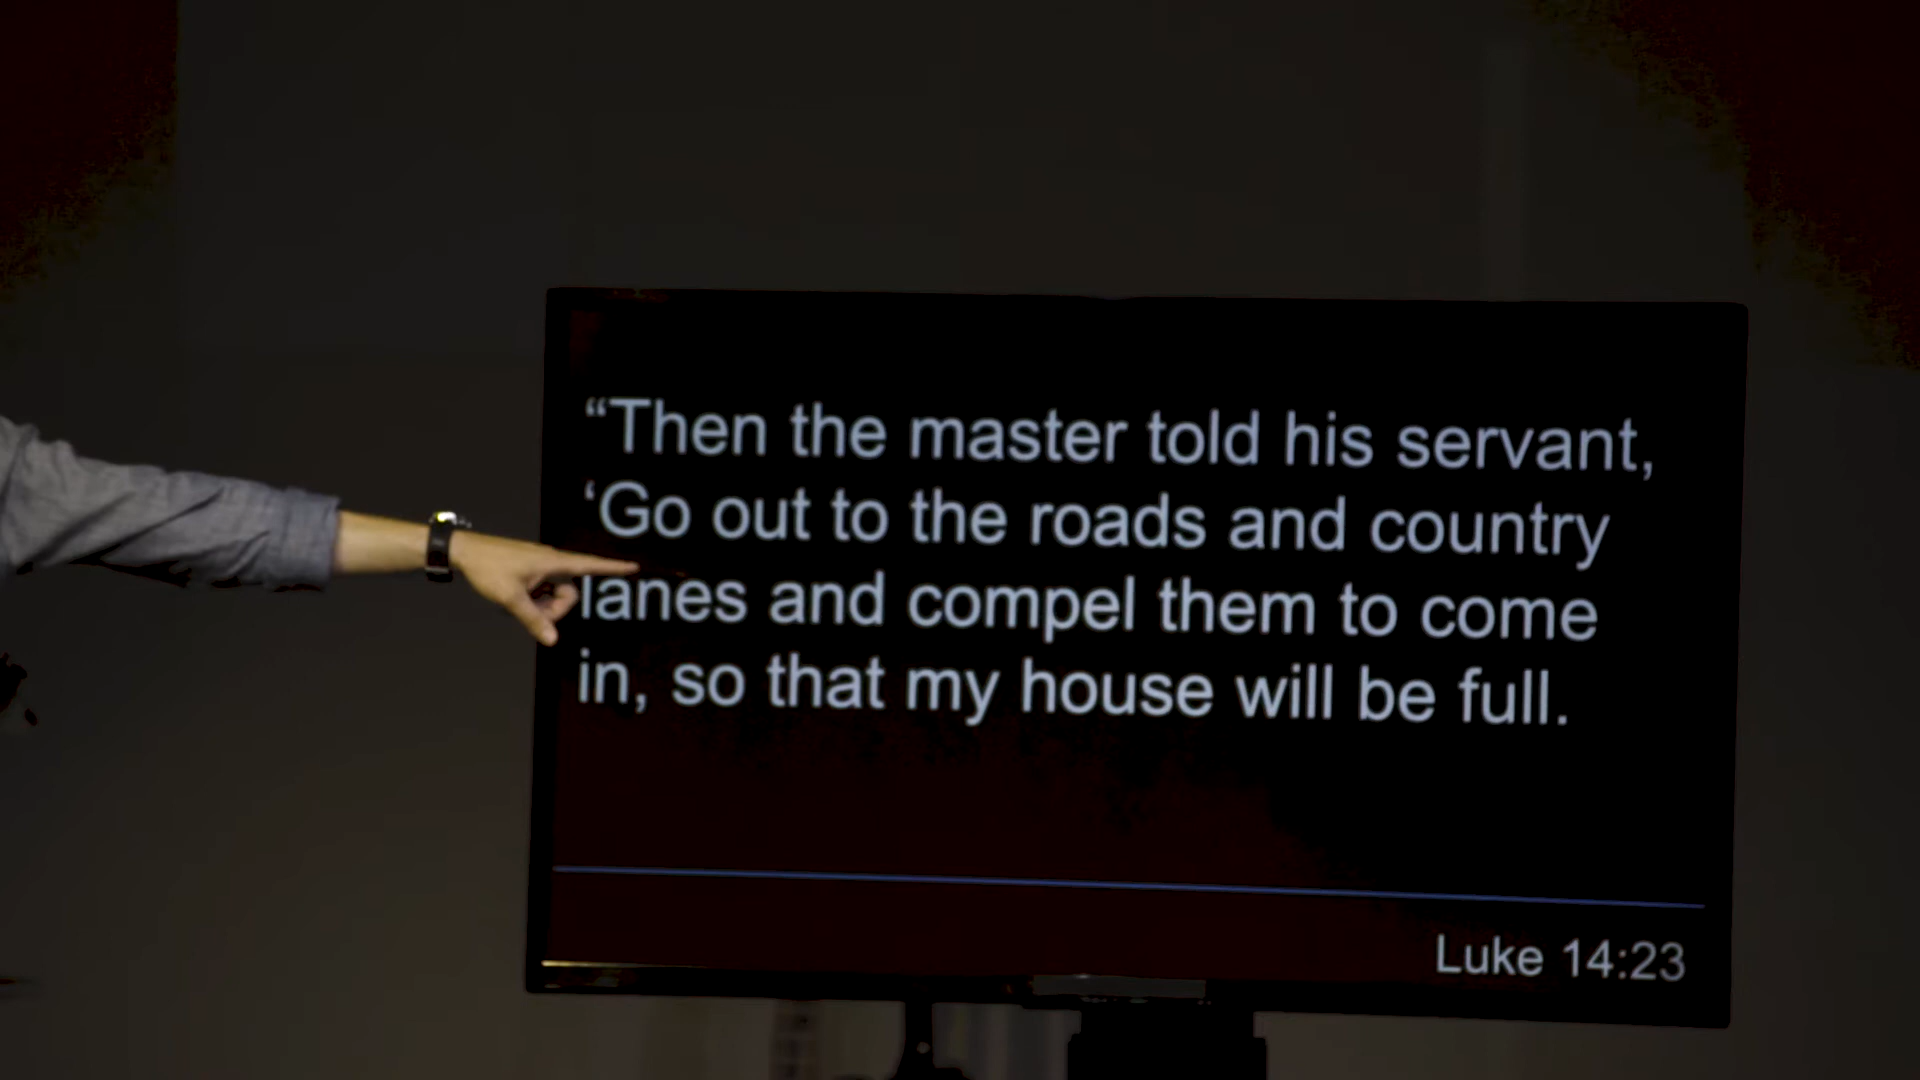 “Then the master told his servant,
‘Go out to the roads and country
lanes and compel them to come
in, so that my house will be full.
Luke 14:23